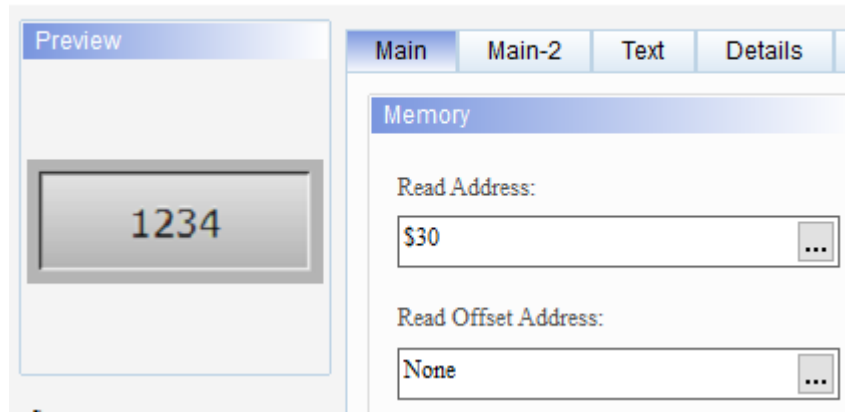 Preview
Main Main-2 Text Details
Memory
1234
Read Address:
$30
...
Read Offset Address:
None
...